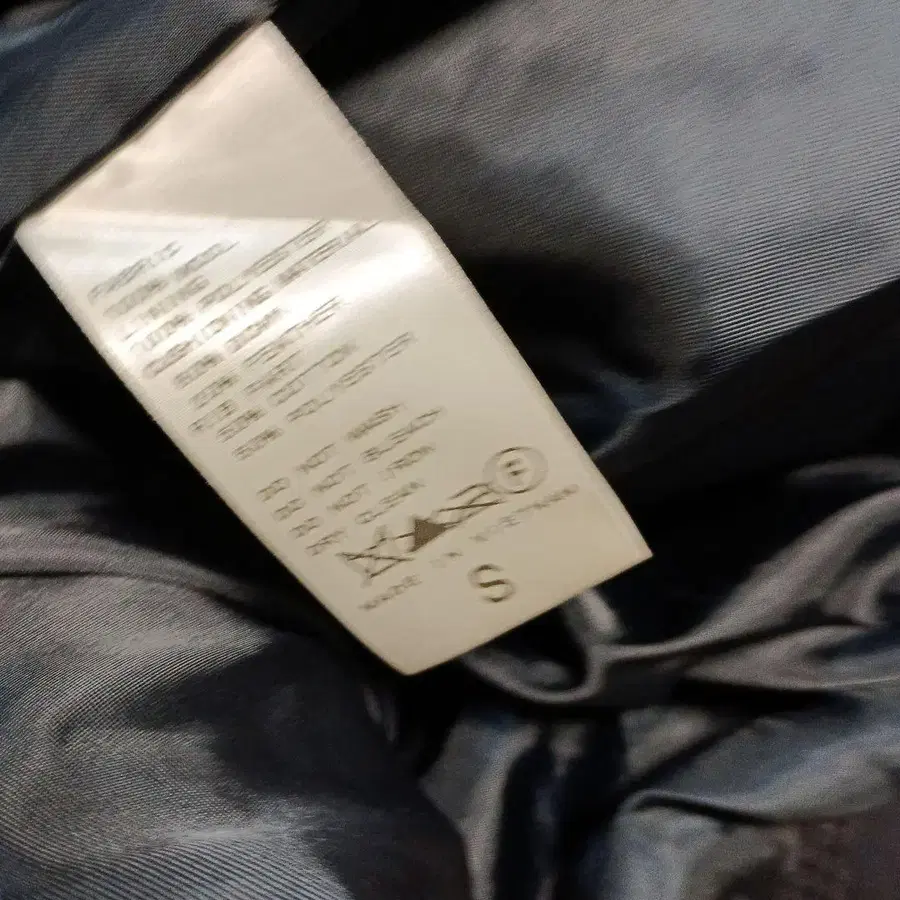 FABRIC
100% WOOL
LINING
100% POLYESTER
CUSHIONING MATERIAL
80% DOWN
20% FEATHER
RIB PART
50% COTTON
50% POLYESTER
DO NOT WASH
DO NOT BLEACH
DO NOT IRON
DRY CLEAN
MADE IN VIETNAM
S